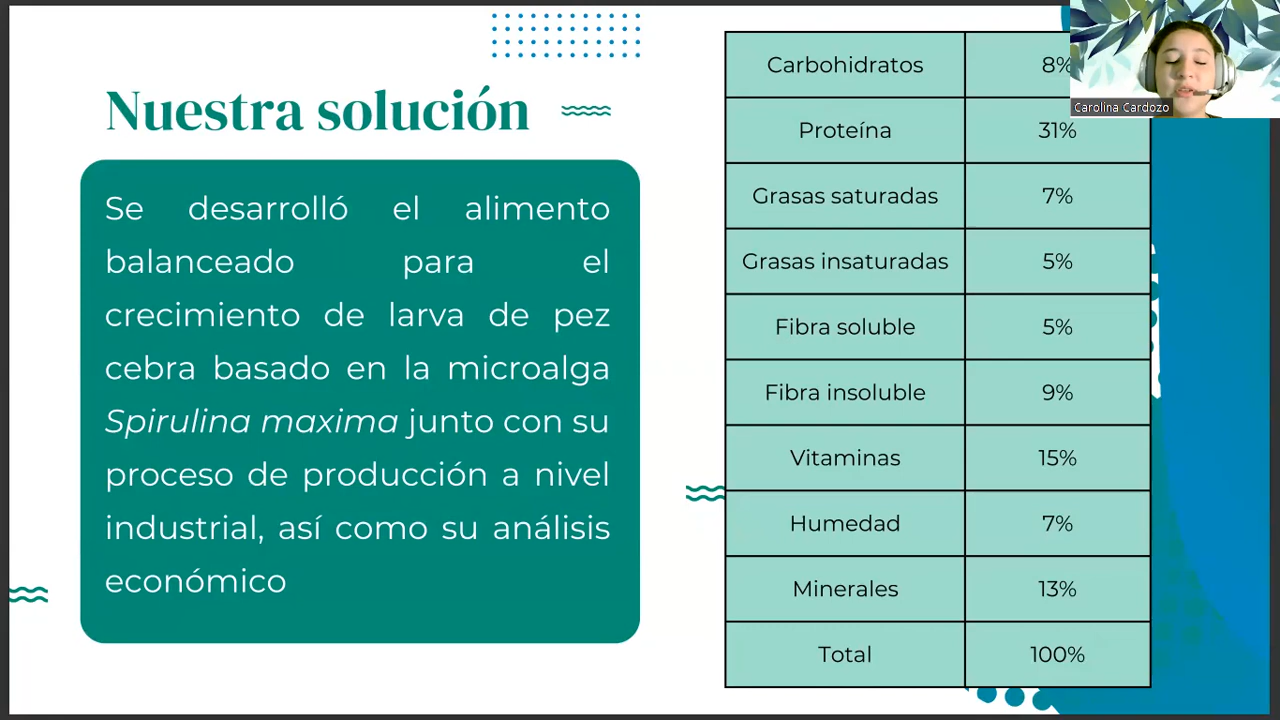 Nuestra solución
Se desarrolló el alimento
balanceado para el
crecimiento de larva de pez
cebra basado en la microalga
Spirulina maxima junto con su
proceso de producción a nivel
industrial, así como su análisis
económico
Carbohidratos 8%
Proteína 31%
Grasas saturadas 7%
Grasas insaturadas 5%
Fibra soluble 5%
Fibra insoluble 9%
Vitaminas 15%
Humedad 7%
Minerales 13%
Total 100%
Carolina Cardozo